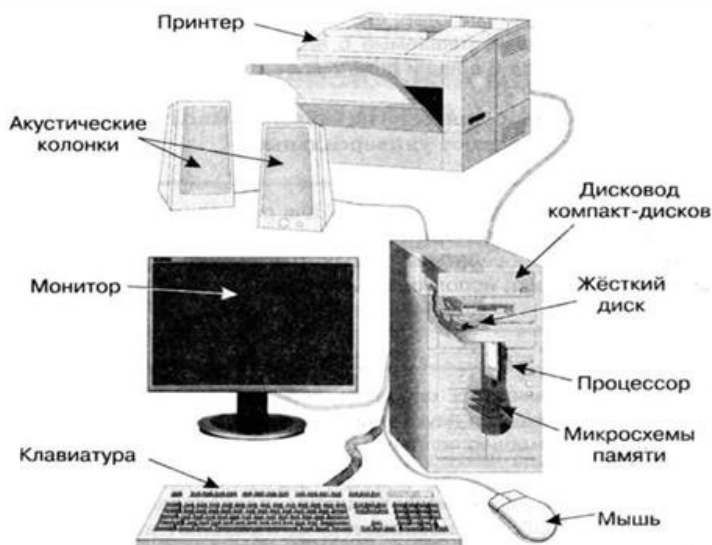 Принтер
Акустические
колонки
Дисковод
компакт-дисков
Монитор
Жёсткий
диск
Процессор
Микросхемы
памяти
Клавиатура
Мышь